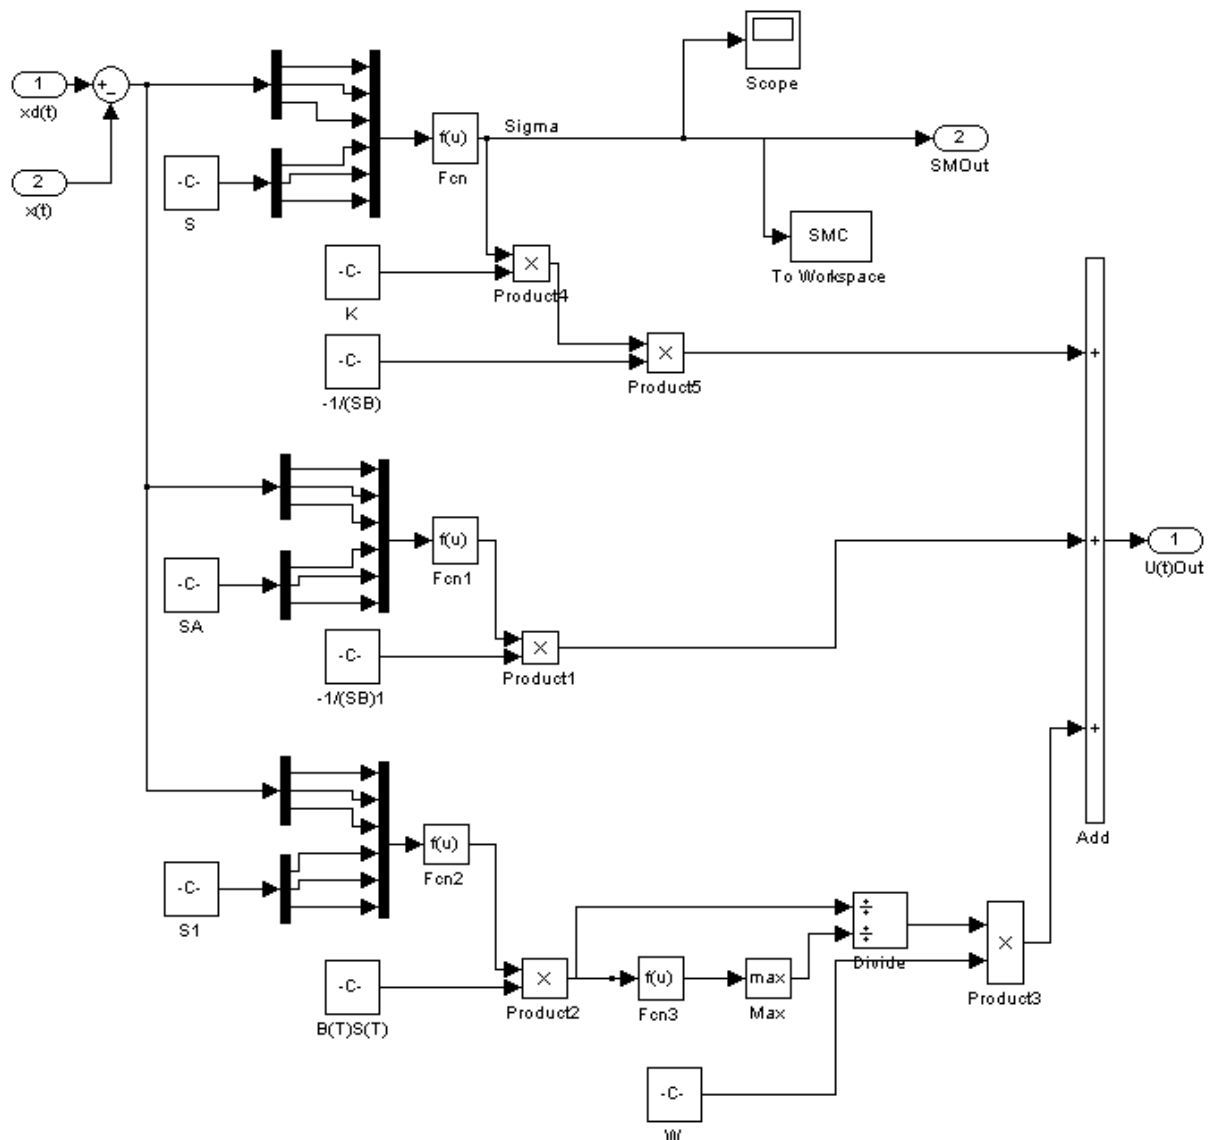 Scope
1
+
−
xd(t)
f(u)
Sigma
2
Fcn
SMOut
2
-C-
x(t)
S
SMC
-C-
×
To Workspace
Product4
K
-C-
×
+
Product5
-1/(SB)
f(u)
+
1
Fcn1
U(t)Out
-C-
SA
-C-
×
Product1
-1/(SB)1
+
f(u)
Add
Fcn2
-C-
S1
÷
÷
×
Divide
-C-
×
f(u)
max
Product3
Product2
Fcn3
Max
B(T)S(T)
-C-
W